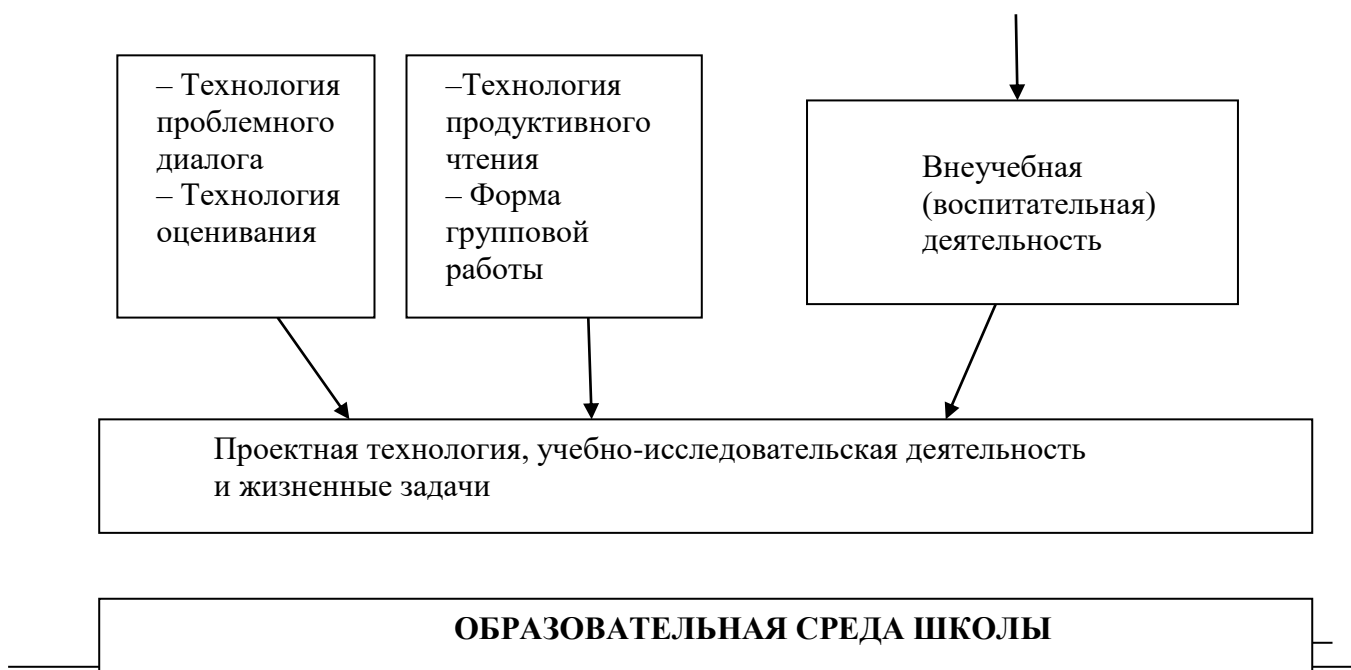 – Технология
проблемного
диалога
– Технология
оценивания
–Технология
продуктивного
чтения
– Форма
групповой
работы
Внеучебная
(воспитательная)
деятельность
Проектная технология, учебно-исследовательская деятельность
и жизненные задачи
ОБРАЗОВАТЕЛЬНАЯ СРЕДА ШКОЛЫ